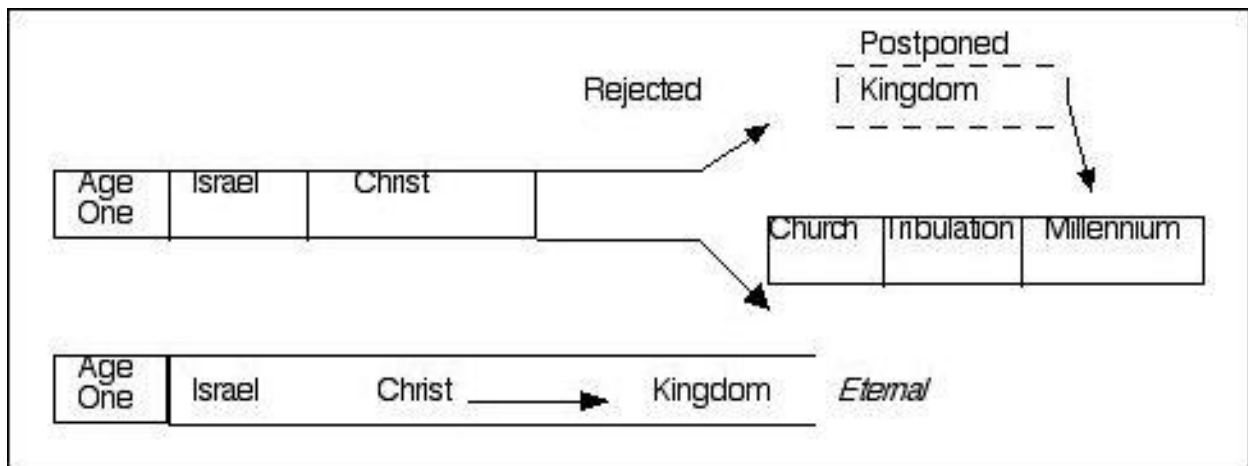 Postponed
Rejected
Kingdom
Age
One
Israel
Christ
Church
Tribulation
Millennium
Age
One
Israel
Christ
Kingdom
Eternal